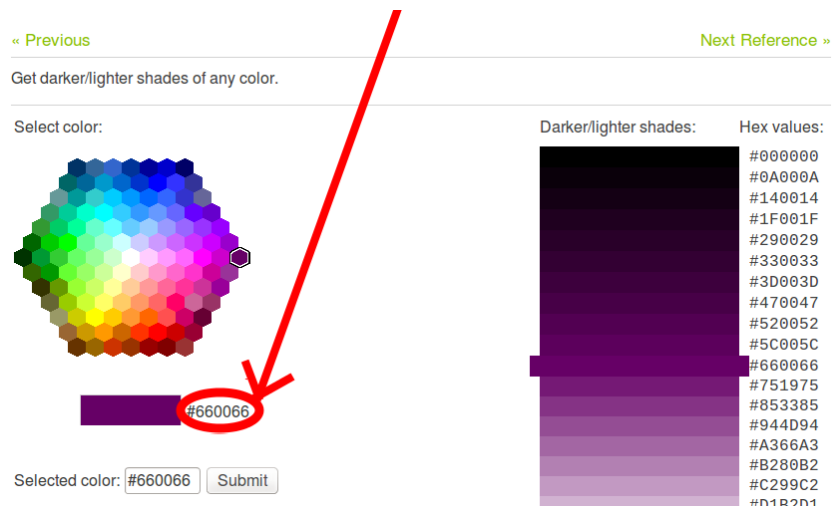 « Previous
Next Reference »
Get darker/lighter shades of any color.
Select color:
Darker/lighter shades:
Hex values:
#000000
#0A000A
#140014
#1F001F
#290029
#330033
#3D003D
#470047
#520052
#5C005C
#660066
#751975
#853385
#944D94
#A366A3
#B280B2
#C299C2
#D1B2D1
#660066
Selected color: #660066 Submit